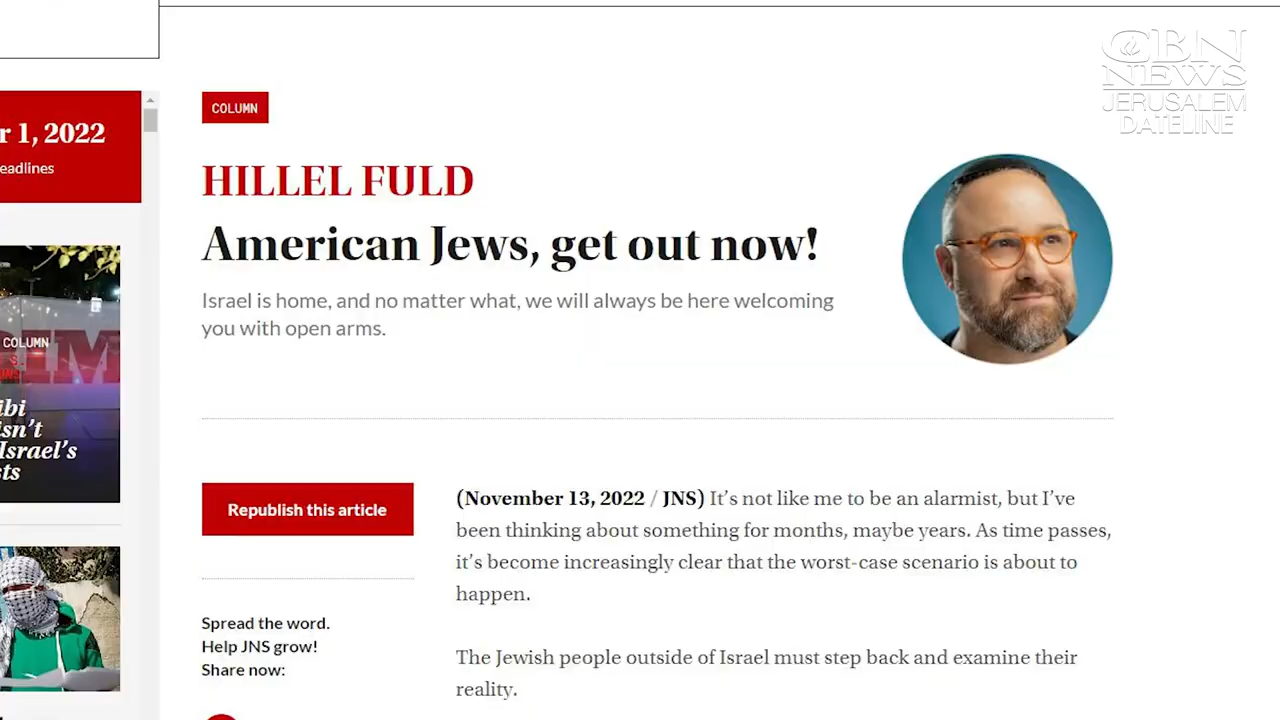 CBN
NEWS
JERUSALEM
DATELINE
r 1, 2022
eadlines
COLUMN
ibi
isn't
Israel's
sts
COLUMN
HILLEL FULD
American Jews, get out now!
Israel is home, and no matter what, we will always be here welcoming
you with open arms.
Republish this article
Spread the word.
Help JNS grow!
Share now:
(November 13, 2022 / JNS) It's not like me to be an alarmist, but I've
been thinking about something for months, maybe years. As time passes,
it's become increasingly clear that the worst-case scenario is about to
happen.
The Jewish people outside of Israel must step back and examine their
reality.